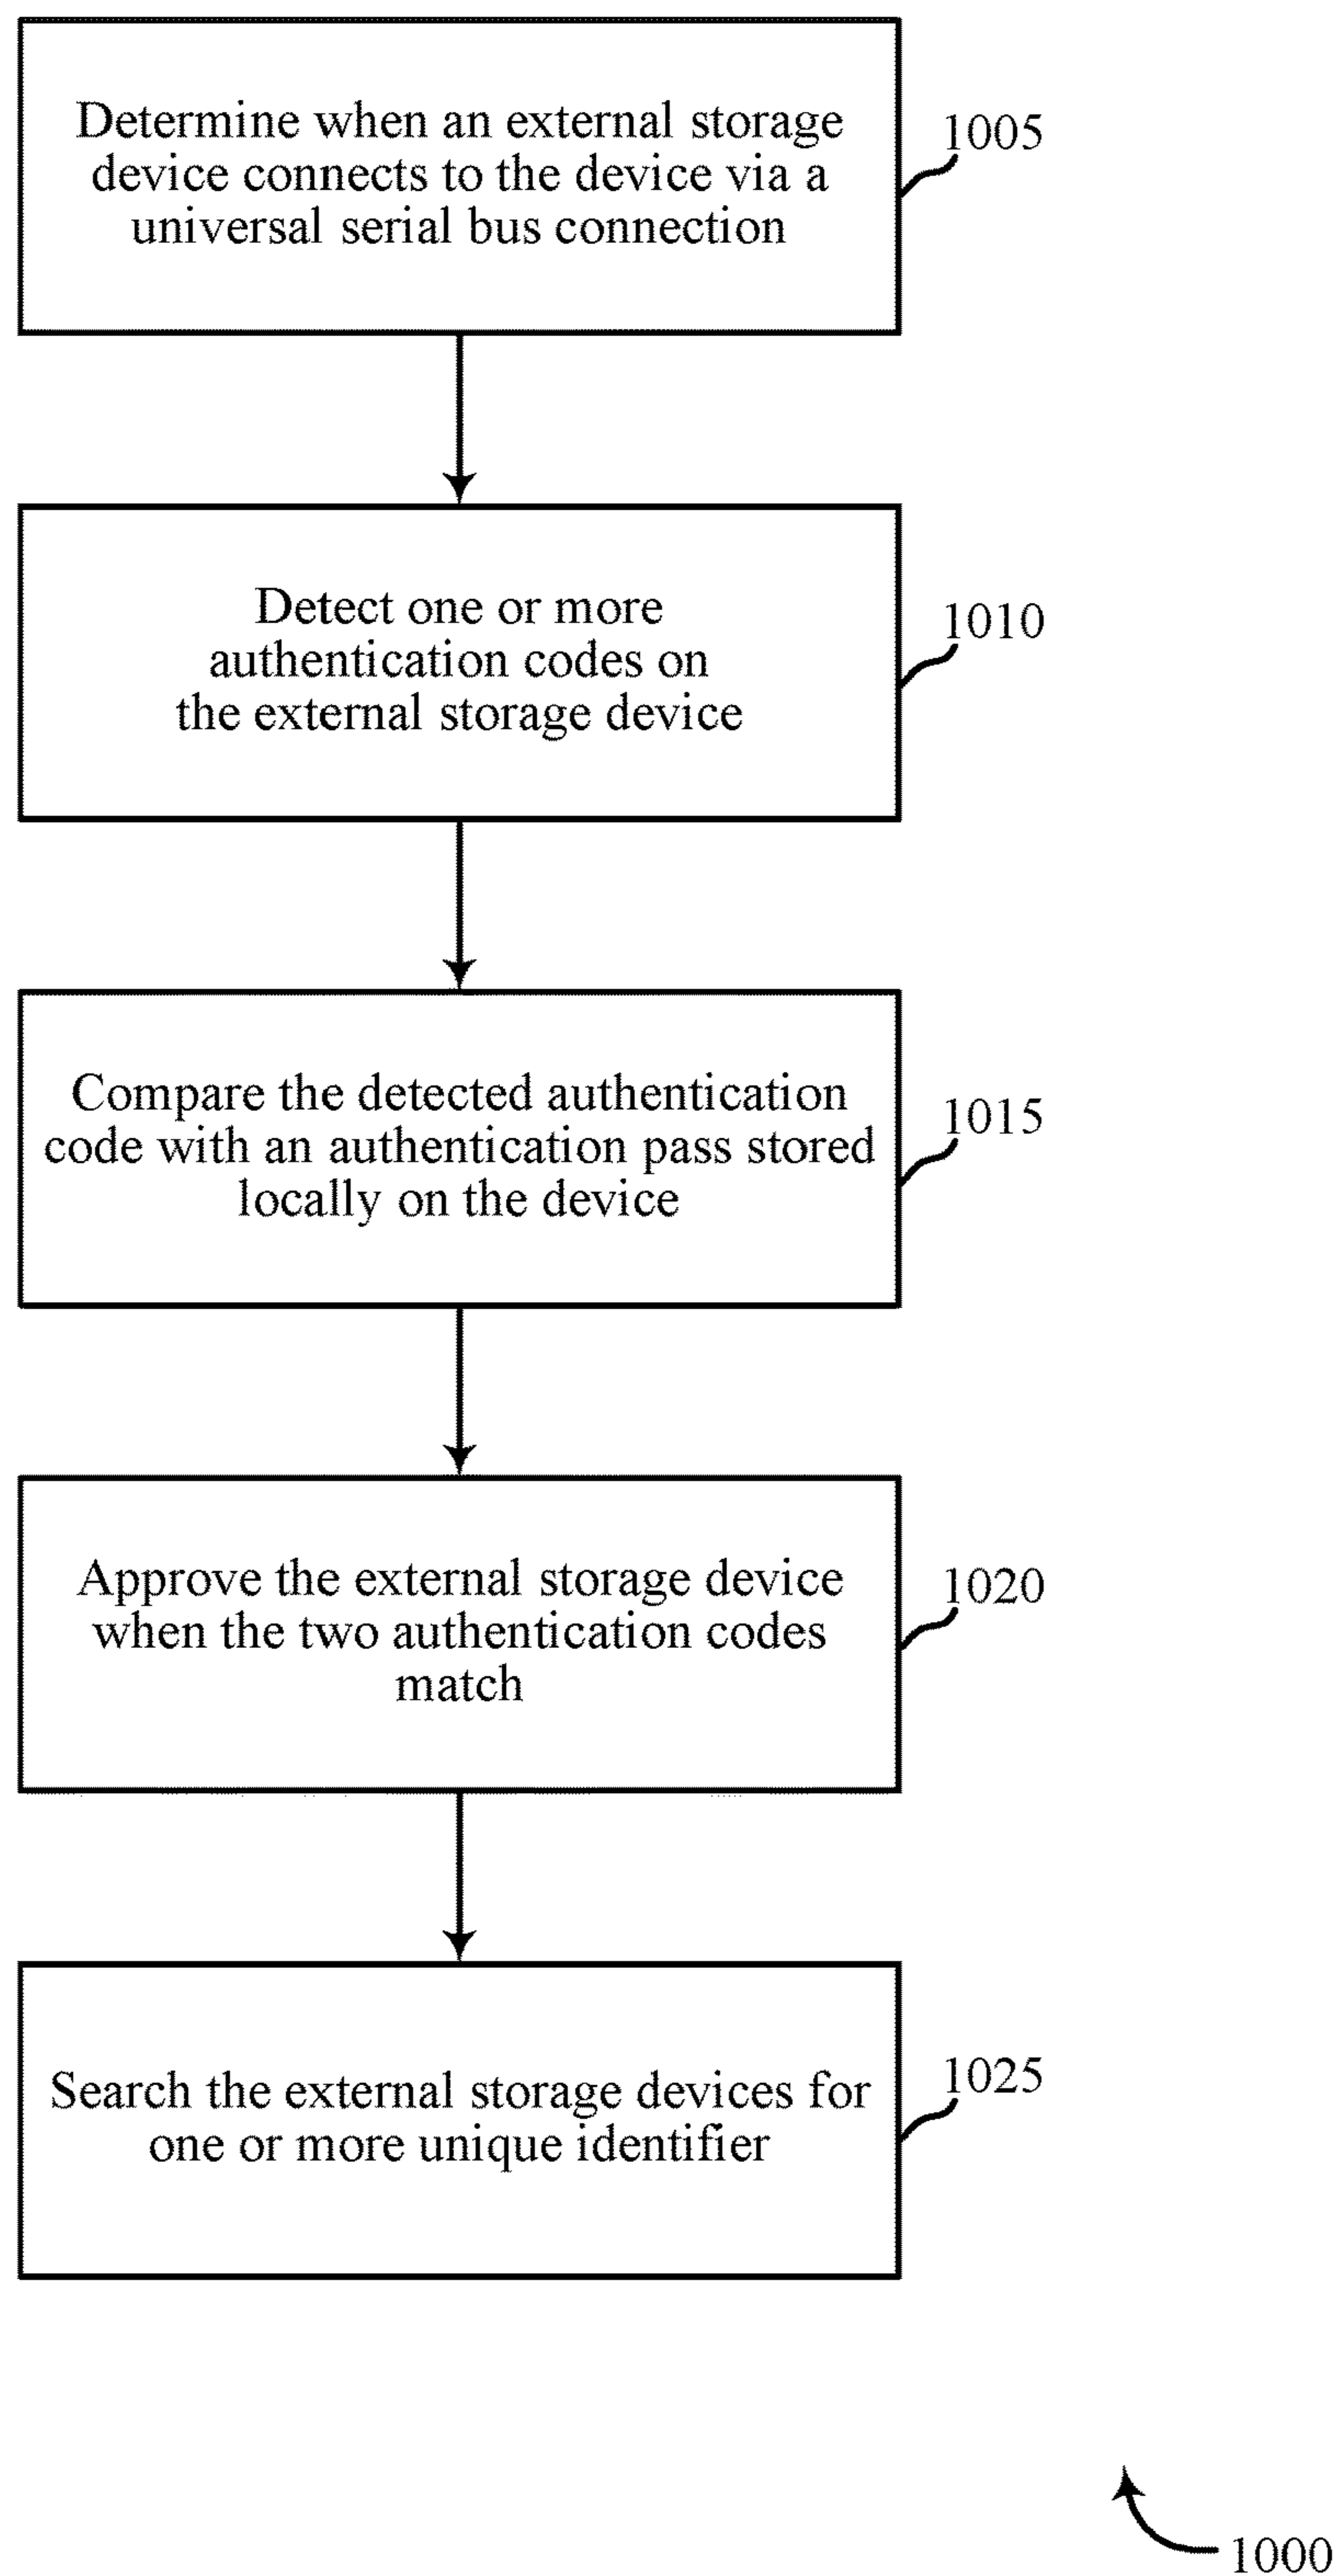 Determine when an external storage
device connects to the device via a
universal serial bus connection
1005
Detect one or more
authentication codes on
the external storage device
1010
Compare the detected authentication
code with an authentication pass stored
locally on the device
1015
Approve the external storage device
when the two authentication codes
match
1020
Search the external storage devices for
one or more unique identifier
1025
1000